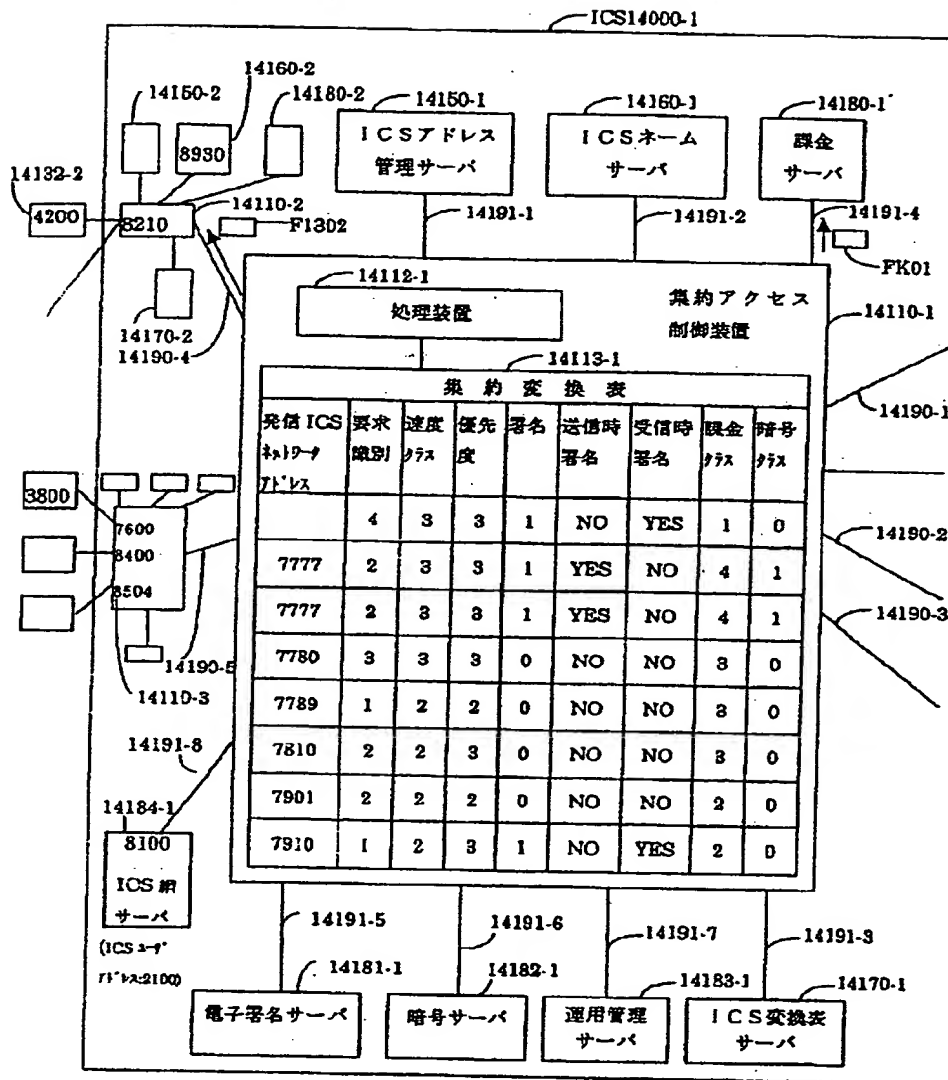 ICS14000-1
14160-2
14150-2
14180-2
14150-1
14160-1
14180-1
ICSアドレス
管理サーバ
ICSネーム
サーバ
課金
サーバ
8930
14132-2
4200
8210
14110-2
F1302
14191-1
14191-2
14191-4
FK01
14170-2
14190-4
14112-1
処理装置
集約アクセス
制御装置
14110-1
14113-1
集約変換表
発信ICS 要求 速度 優先 署名 送信時 受信時 課金 暗号
ネットワーク 識別 クラス 度 署名 署名 クラス クラス
アドレス
4 3 3 1 NO YES 1 0
7777 2 3 3 1 YES NO 4 1
7777 2 3 3 1 YES NO 4 1
7780 3 3 3 0 NO NO 3 0
7789 1 2 2 0 NO NO 3 0
7810 2 2 3 0 NO NO 3 0
7901 2 2 2 0 NO NO 2 0
7910 1 2 3 1 NO YES 2 0
14190-1
14190-2
14190-3
3800
7600
8400
8504
14190-5
14110-3
14191-8
14184-1
8100
ICS網
サーバ
(ICSユーザ
アドレス:2100)
14191-5
14191-6
14191-7
14191-3
14181-1
14182-1
14183-1
14170-1
電子署名サーバ
暗号サーバ
運用管理
サーバ
ICS変換表
サーバ